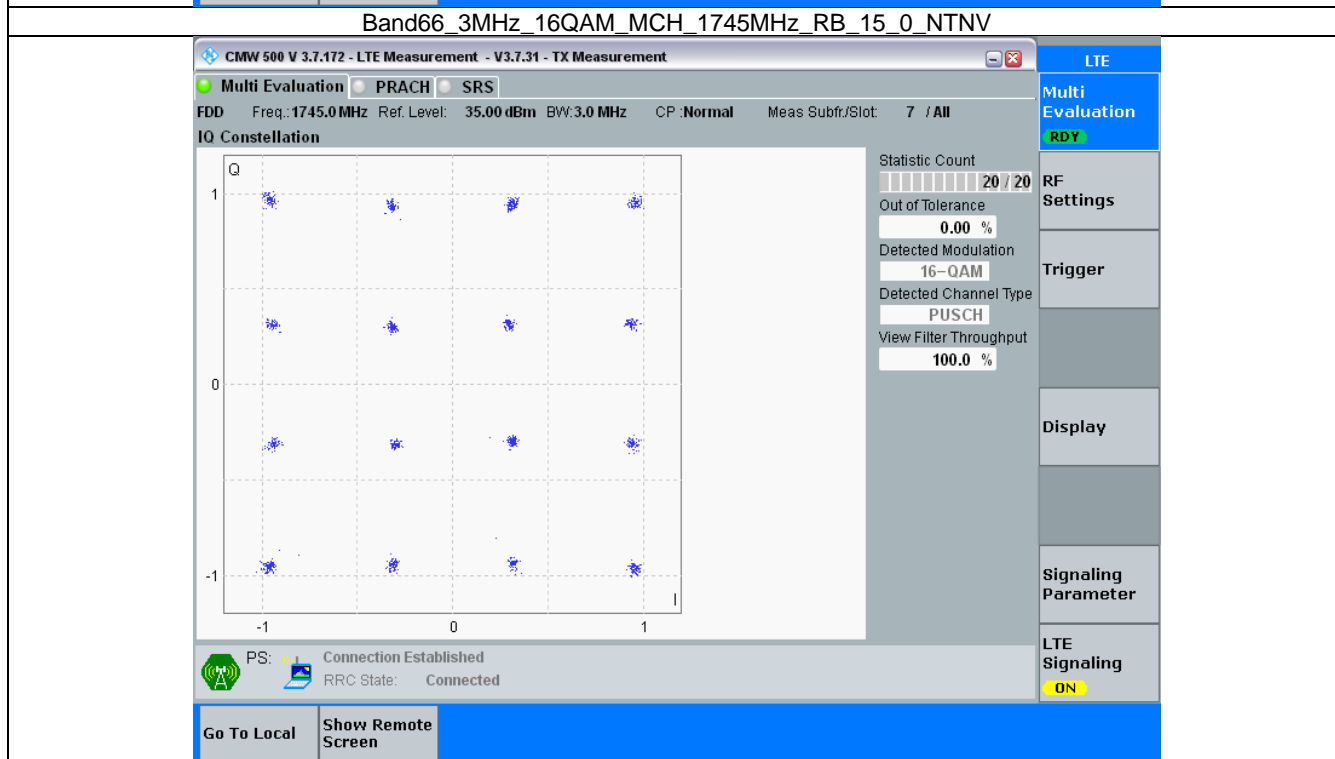 Band66_3MHz_16QAM_MCH_1745MHz_RB_15_0_NTNV
CMW 500 V 3.7.172 - LTE Measurement - V3.7.31 - TX Measurement
LTE
Multi Evaluation PRACH SRS
FDD Freq.:1745.0 MHz Ref. Level: 35.00 dBm BW:3.0 MHz CP :Normal Meas Subfr./Slot: 7 / All
IQ Constellation
Q
1
0
-1
I
-1 0 1
Statistic Count
20 / 20
Out of Tolerance
0.00 %
Detected Modulation
16-QAM
Detected Channel Type
PUSCH
View Filter Throughput
100.0 %
Multi
Evaluation
RDY
RF
Settings
Trigger
Display
Signaling
Parameter
LTE
Signaling
ON
PS: Connection Established
RRC State: Connected
Go To Local
Show Remote
Screen